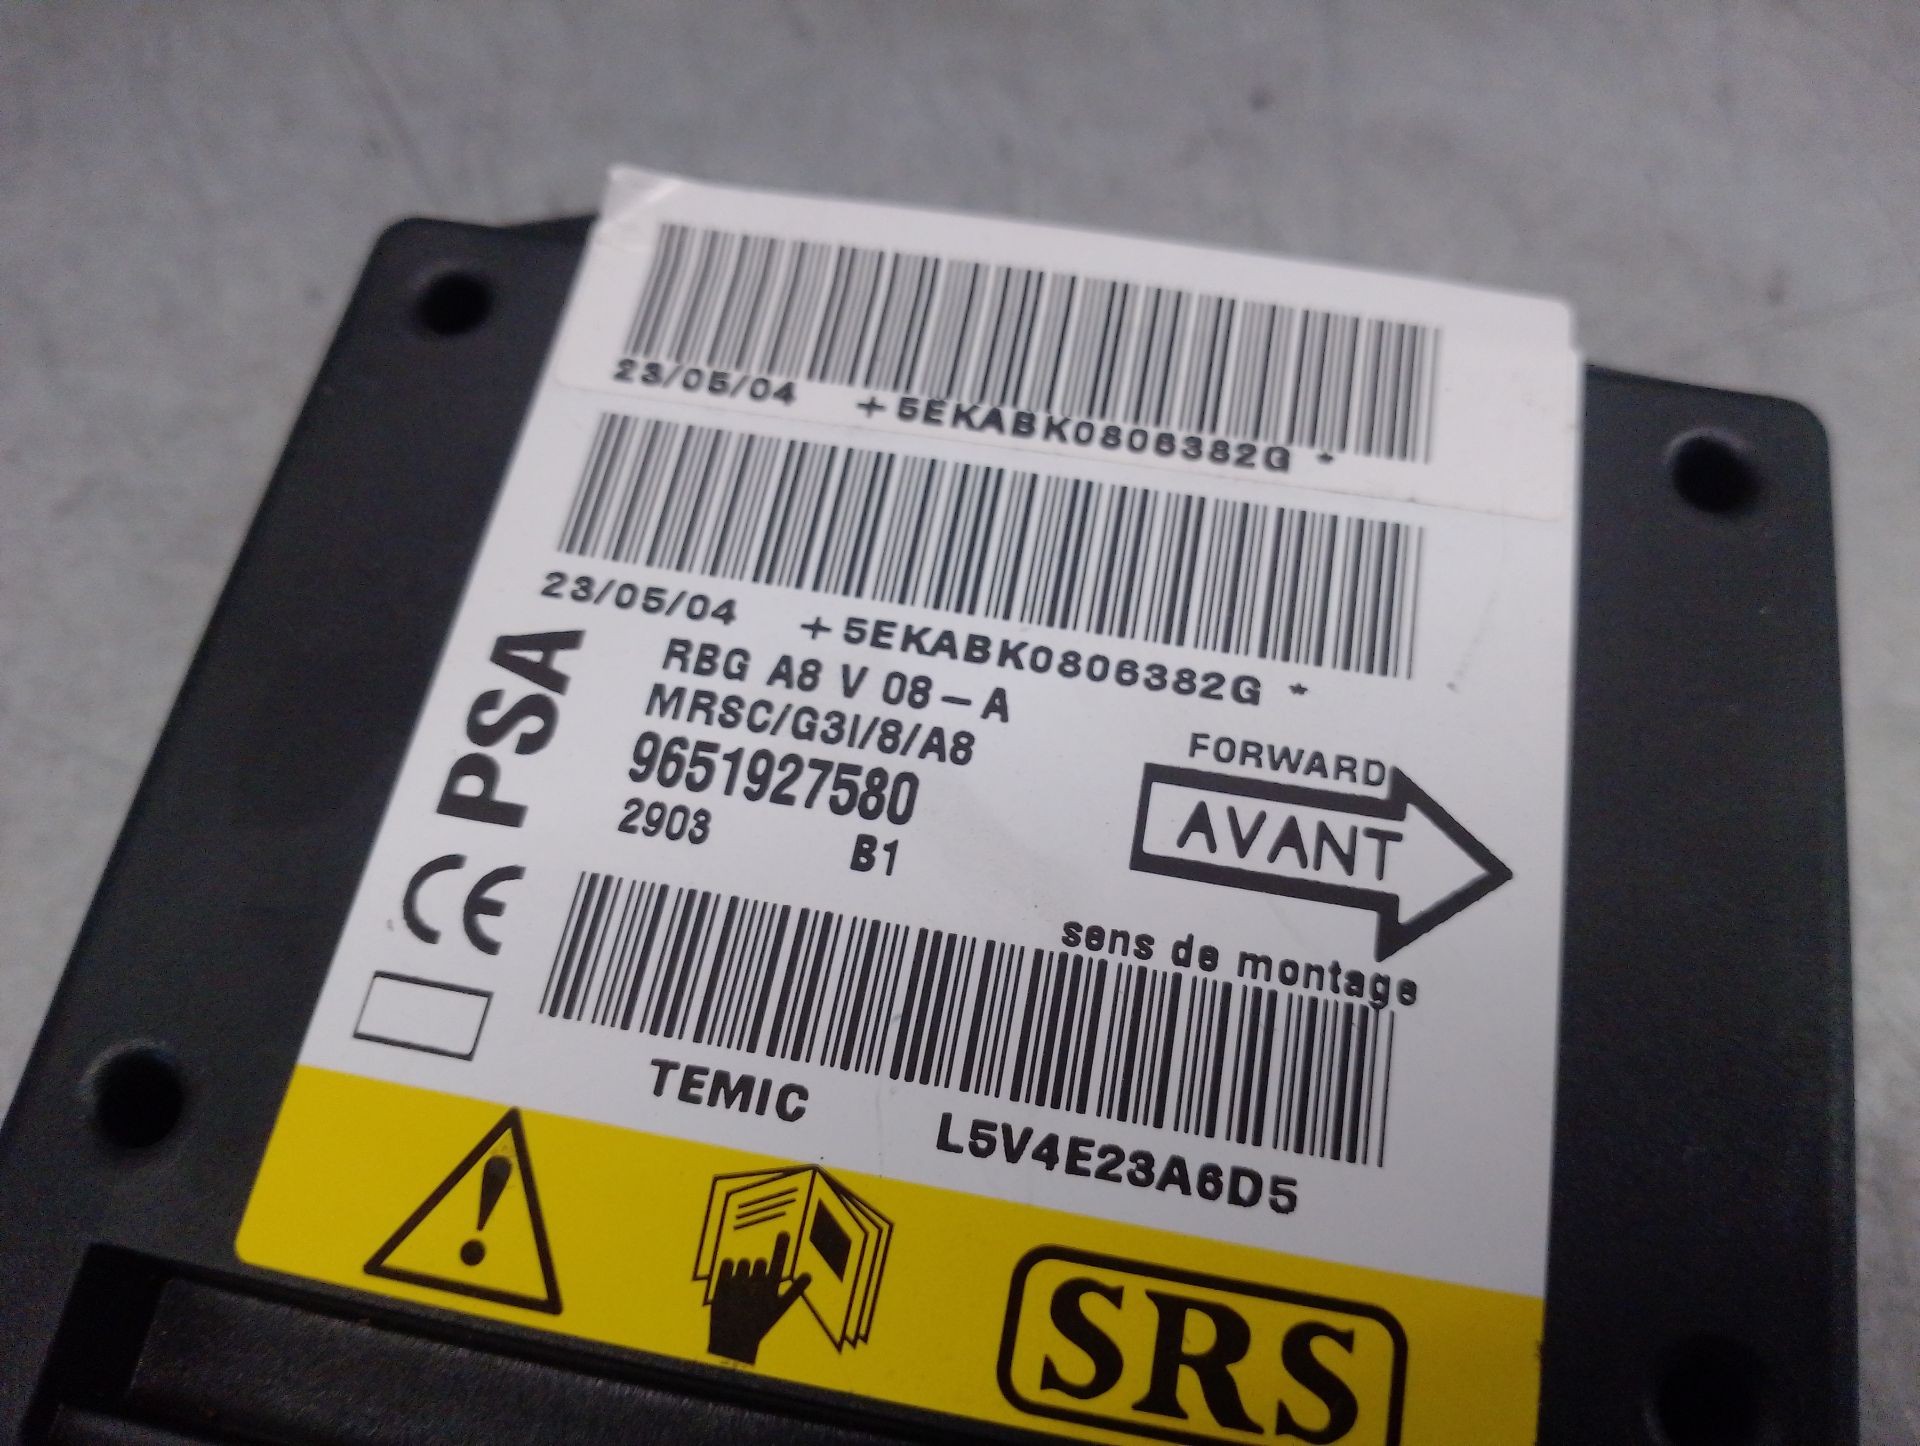 23/05/04 +5EKABK0806382G *
23/05/04 +5EKABK0806382G *
PSA
RBG A8 V 08-A
MRSC/G3I/8/A8
9651927580
2903 B1
CE
FORWARD
AVANT
sens de montage
TEMIC L5V4E23A6D5
SRS